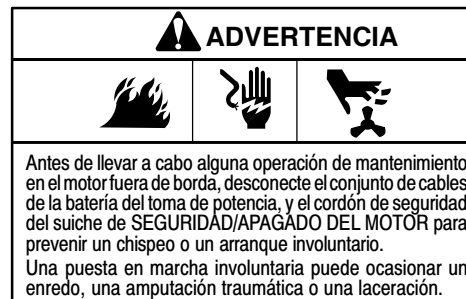 ADVERTENCIA
Antes de llevar a cabo alguna operación de mantenimiento
en el motor fuera de borda, desconecte el conjunto de cables
de la batería del toma de potencia, y el cordón de seguridad
del suiche de SEGURIDAD/APAGADO DEL MOTOR para
prevenir un chispeo o un arranque involuntario.
Una puesta en marcha involuntaria puede ocasionar un
enredo, una amputación traumática o una laceración.